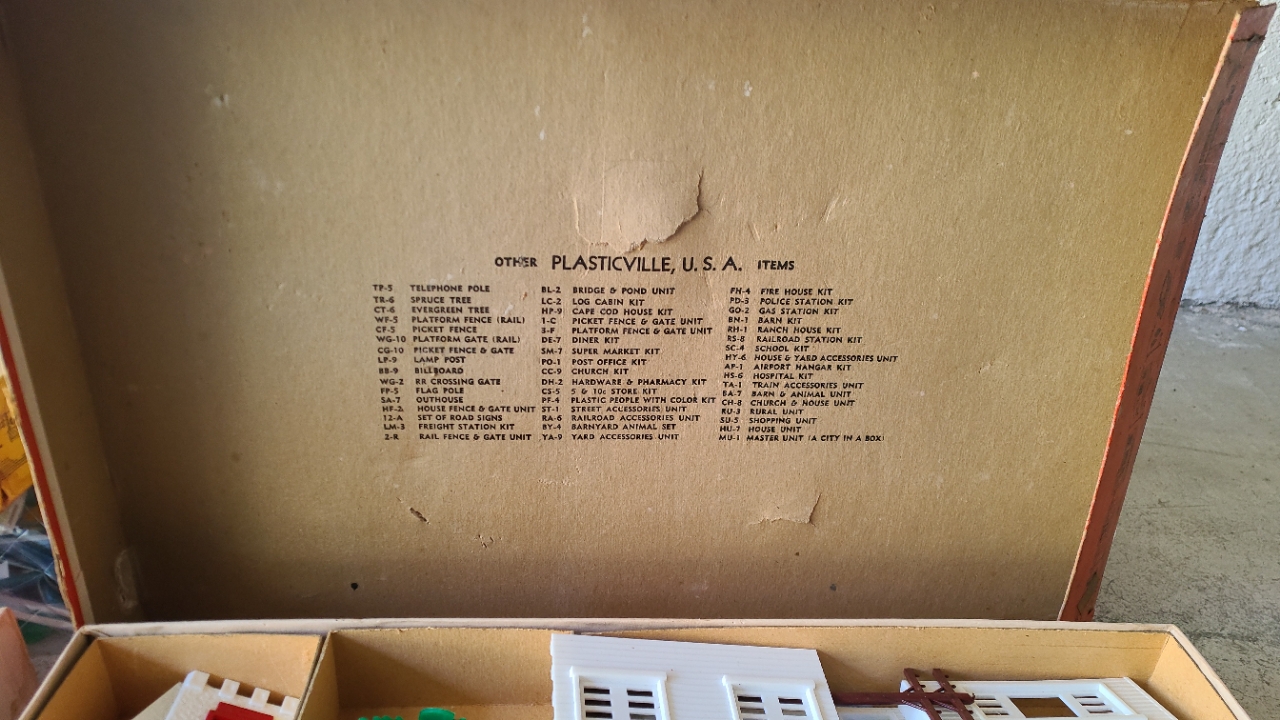 OTHER PLASTICVILLE, U. S. A. ITEMS
TP-5 TELEPHONE POLE
TR-6 SPRUCE TREE
CT-6 EVERGREEN TREE
WF-5 PLATFORM FENCE (RAIL)
CF-5 PICKET FENCE
WG-10 PLATFORM GATE (RAIL)
CG-10 PICKET FENCE & GATE
LP-9 LAMP POST
BB-9 BILLBOARD
WG-2 RR CROSSING GATE
FP-5 FLAG POLE
SA-7 OUTHOUSE
HF-2 HOUSE FENCE & GATE UNIT
12-A SET OF ROAD SIGNS
LM-3 FREIGHT STATION KIT
2-R RAIL FENCE & GATE UNIT
BL-2 BRIDGE & POND UNIT
LC-2 LOG CABIN KIT
HP-9 CAPE COD HOUSE KIT
1-C PICKET FENCE & GATE UNIT
3-F PLATFORM FENCE & GATE UNIT
DE-7 DINER KIT
SM-7 SUPER MARKET KIT
PO-1 POST OFFICE KIT
CC-9 CHURCH KIT
DH-2 HARDWARE & PHARMACY KIT
CS-5 5 & 10c STORE KIT
PF-4 PLASTIC PEOPLE WITH COLOR KIT
ST-1 STREET ACCESSORIES UNIT
RA-6 RAILROAD ACCESSORIES UNIT
BY-4 BARNYARD ANIMAL SET
YA-9 YARD ACCESSORIES UNIT
FH-4 FIRE HOUSE KIT
PD-3 POLICE STATION KIT
GO-2 GAS STATION KIT
BN-1 BARN KIT
RH-1 RANCH HOUSE KIT
RS-8 RAILROAD STATION KIT
SC-4 SCHOOL KIT
HY-6 HOUSE & YARD ACCESSORIES UNIT
AP-1 AIRPORT HANGAR KIT
HS-6 HOSPITAL KIT
TA-1 TRAIN ACCESSORIES UNIT
BA-7 BARN & ANIMAL UNIT
CH-8 CHURCH & HOUSE UNIT
RU-3 RURAL UNIT
SU-5 SHOPPING UNIT
HU-7 HOUSE UNIT
MU-1 MASTER UNIT (A CITY IN A BOX)